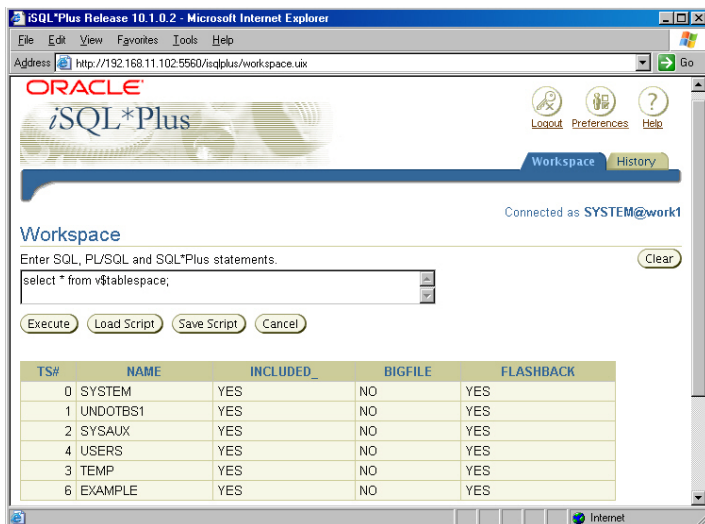 iSQL*Plus Release 10.1.0.2 - Microsoft Internet Explorer
File Edit View Favorites Tools Help
Address http://192.168.11.102:5560/isqlplus/workspace.uix Go
ORACLE
iSQL*Plus
Logout Preferences Help
Workspace History
Connected as SYSTEM@work1
Workspace
Enter SQL, PL/SQL and SQL*Plus statements. Clear
select * from v$tablespace;
Execute Load Script Save Script Cancel
TS# NAME INCLUDED_ BIGFILE FLASHBACK
0 SYSTEM YES NO YES
1 UNDOTBS1 YES NO YES
2 SYSAUX YES NO YES
4 USERS YES NO YES
3 TEMP YES NO YES
6 EXAMPLE YES NO YES
Internet